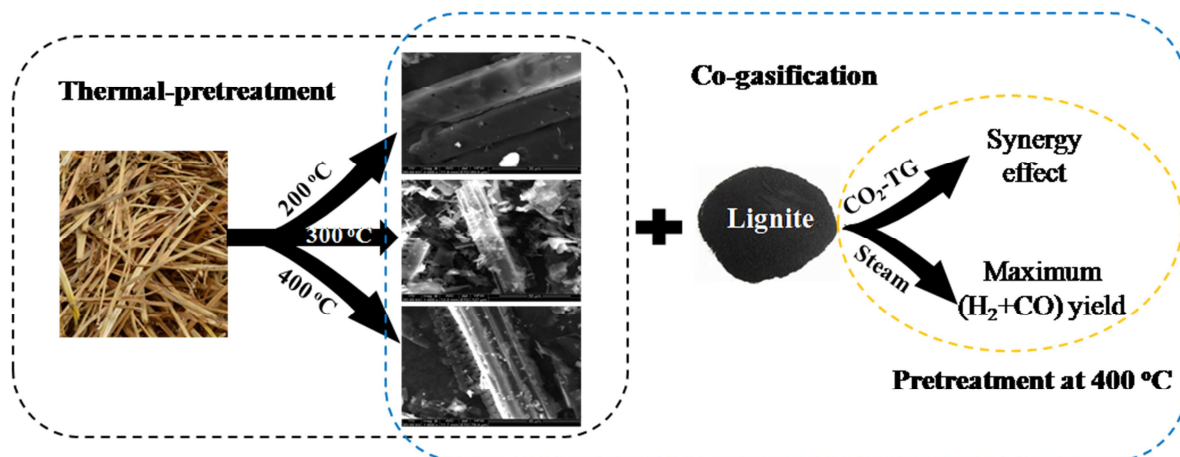 Thermal-pretreatment
200 °C
300 °C
400 °C
Co-gasification
Lignite
CO₂-TG
Steam
Synergy
effect
Maximum
(H₂+CO) yield
Pretreatment at 400 °C